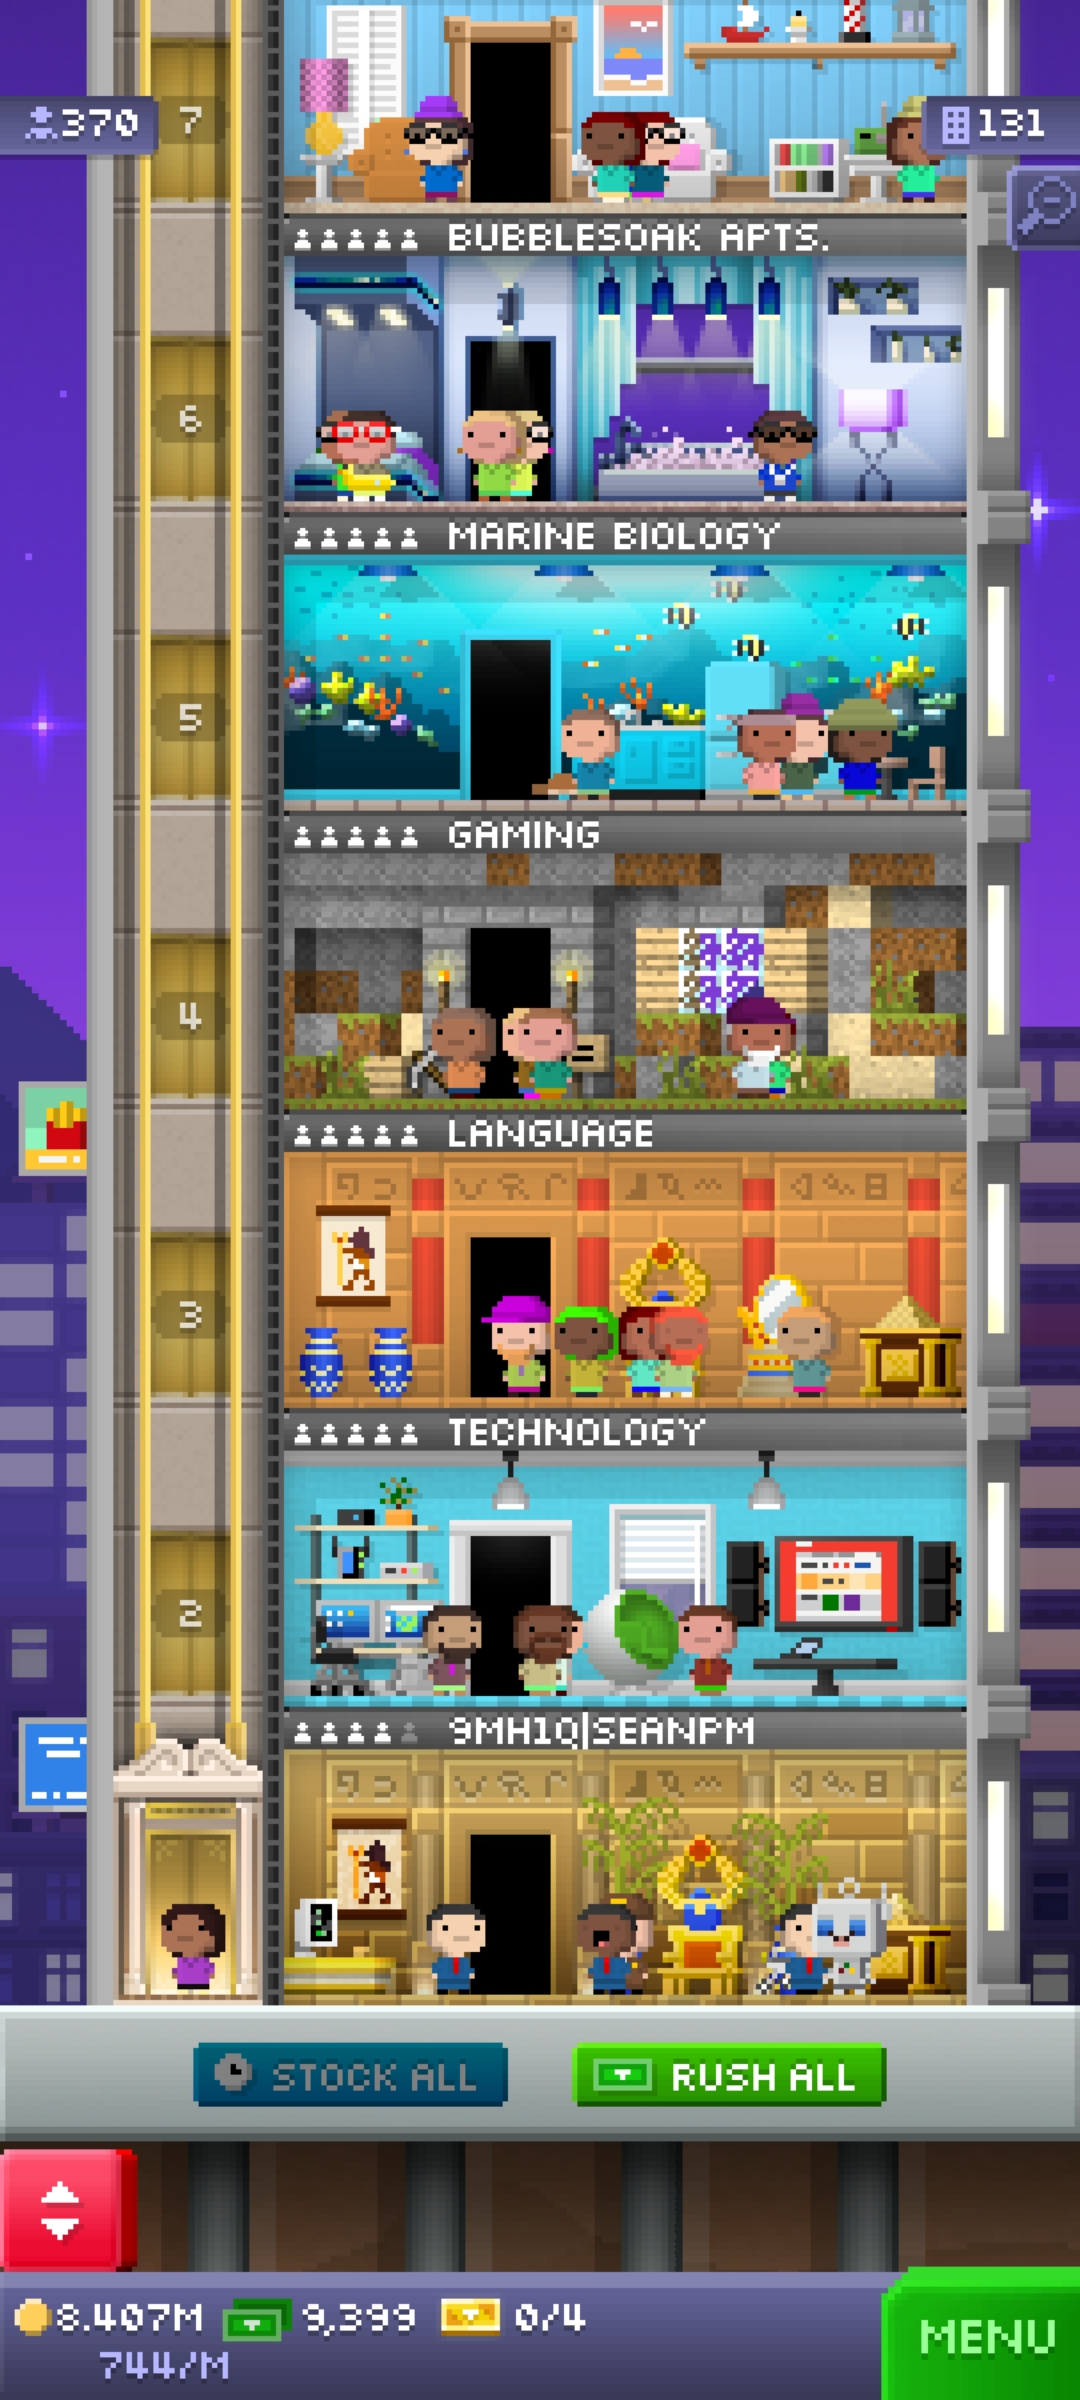 370
7
131
BUBBLESOAK APTS.
6
MARINE BIOLOGY
5
GAMING
4
LANGUAGE
3
TECHNOLOGY
2
9MH1Q|SEANPM
STOCK ALL
RUSH ALL
8.407M
9,399
0/4
744/M
MENU